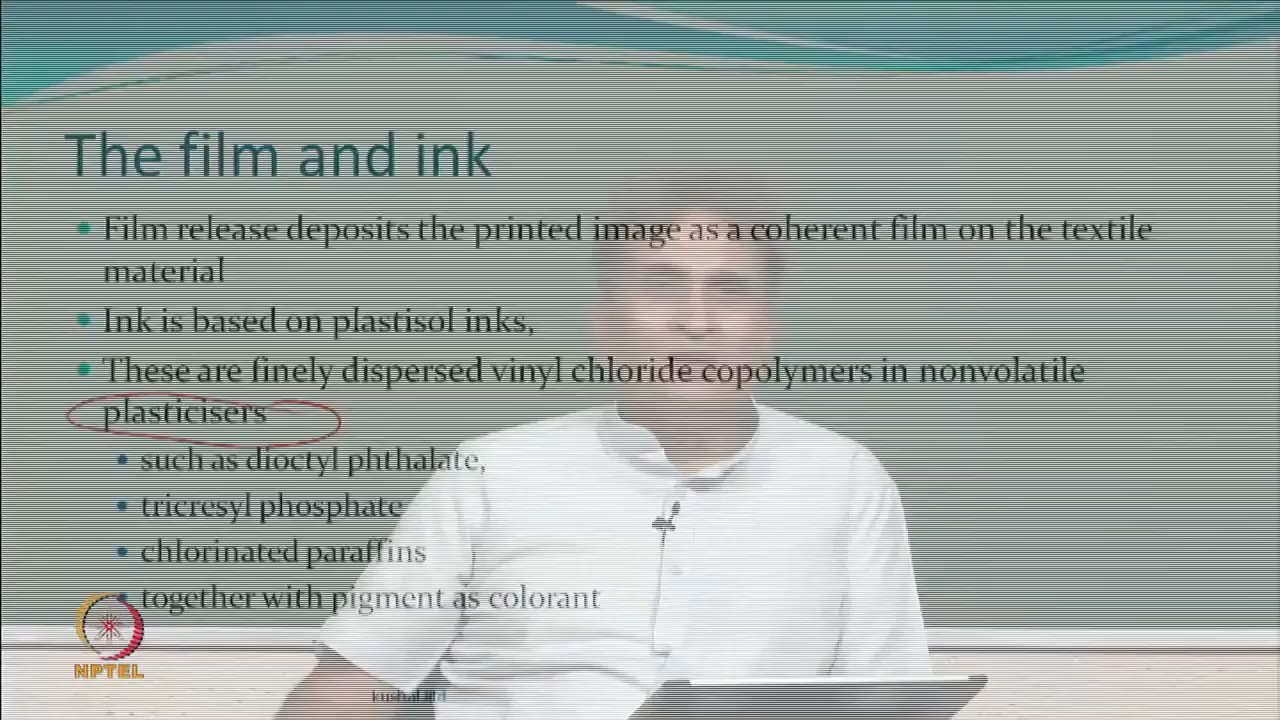 The film and ink
Film release deposits the printed image as a coherent film on the textile
material
Ink is based on plastisol inks,
These are finely dispersed vinyl chloride copolymers in nonvolatile
plasticisers
such as dioctyl phthalate,
tricresyl phosphate
chlorinated paraffins
together with pigment as colorant
NPTEL